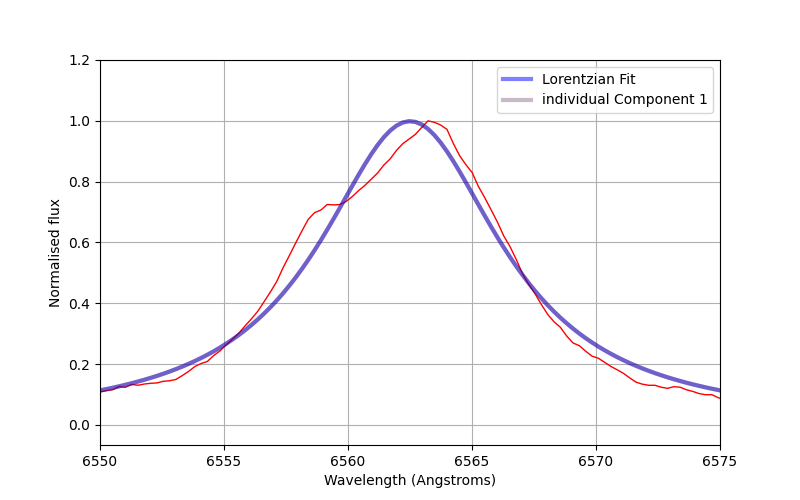 1.2
1.0
0.8
0.6
0.4
0.2
0.0
Normalised flux
Lorentzian Fit
individual Component 1
6550 6555 6560 6565 6570 6575
Wavelength (Angstroms)